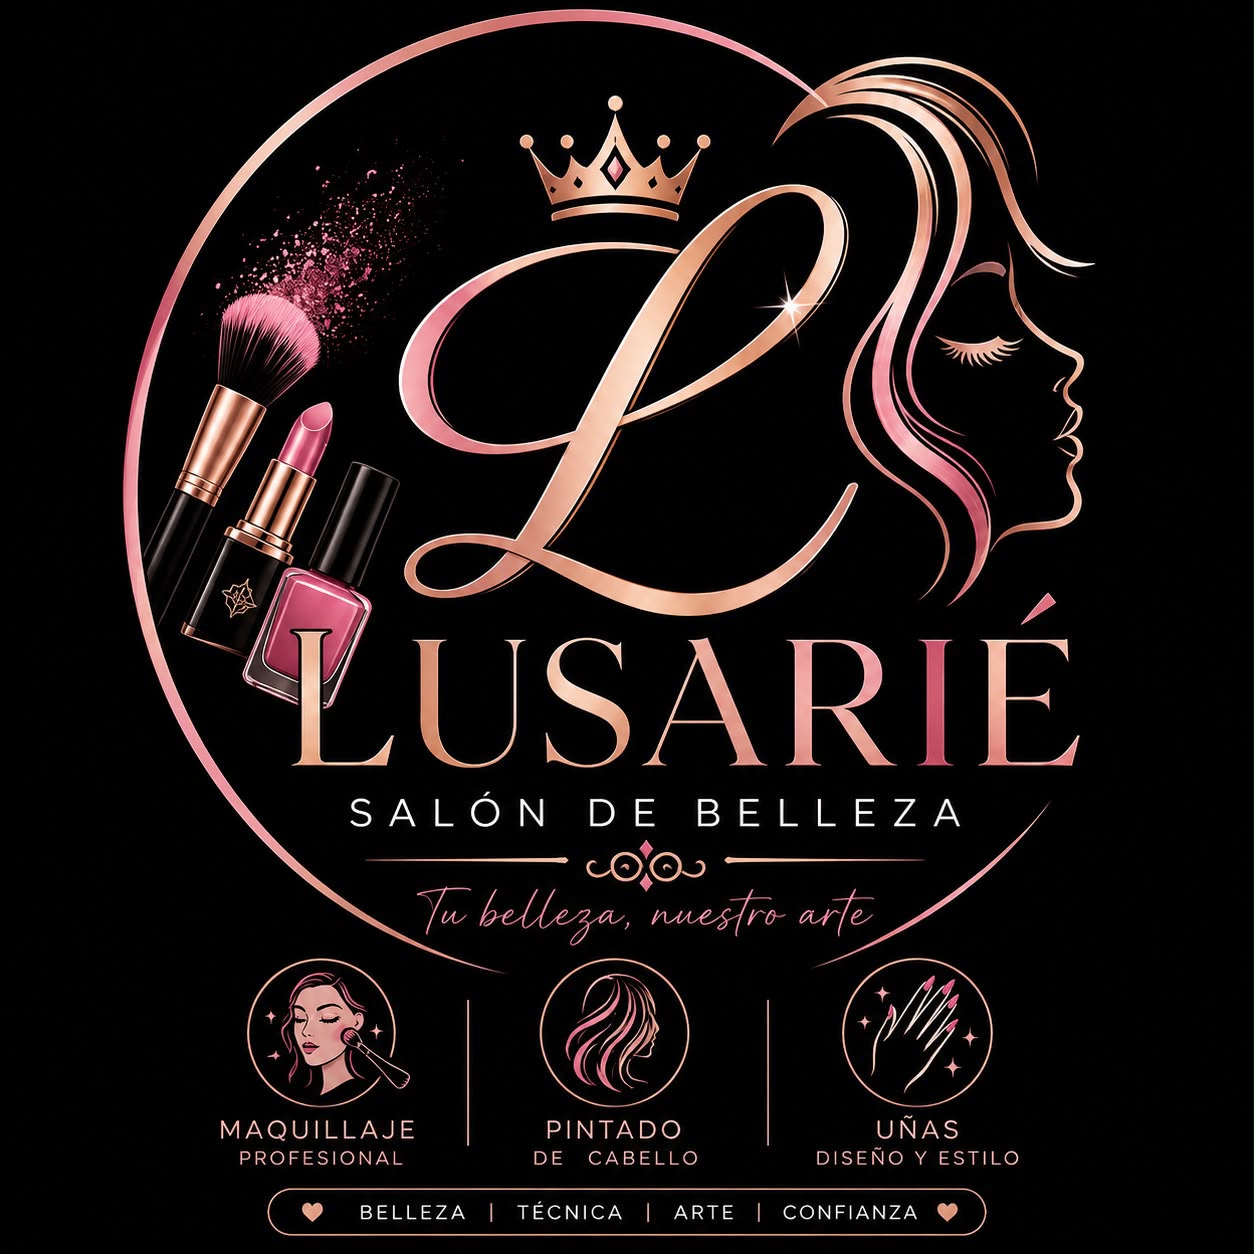 L
LUSARIÉ
SALÓN DE BELLEZA
Tu belleza, nuestro arte
MAQUILLAJE
PROFESIONAL
PINTADO
DE CABELLO
UÑAS
DISEÑO Y ESTILO
BELLEZA | TÉCNICA | ARTE | CONFIANZA